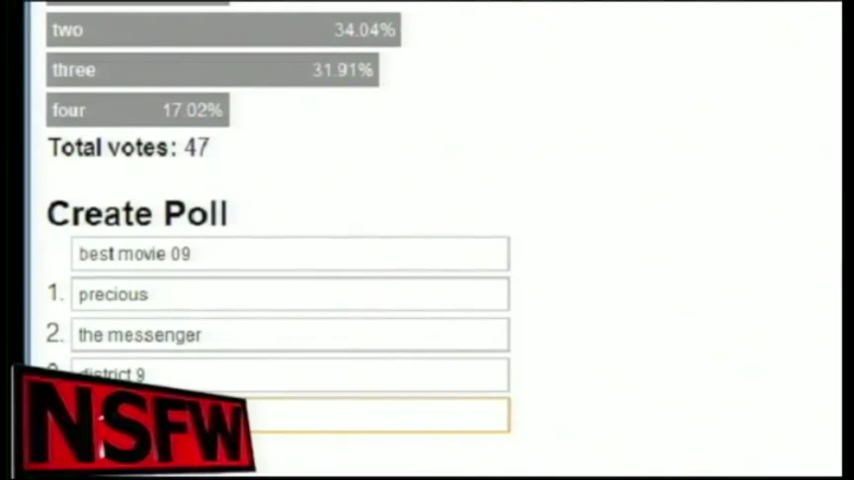 two 34.04%
three 31.91%
four 17.02%
Total votes: 47
Create Poll
best movie 09
1. precious
2. the messenger
district 9
NSFW